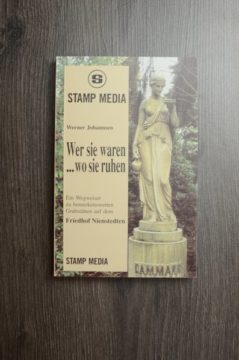 S
STAMP MEDIA
Werner Johannsen
Wer sie waren
...wo sie ruhen
Ein Wegweiser
zu bemerkenswerten
Grabstätten auf dem
Friedhof Nienstedten
STAMP MEDIA
DAMMANN